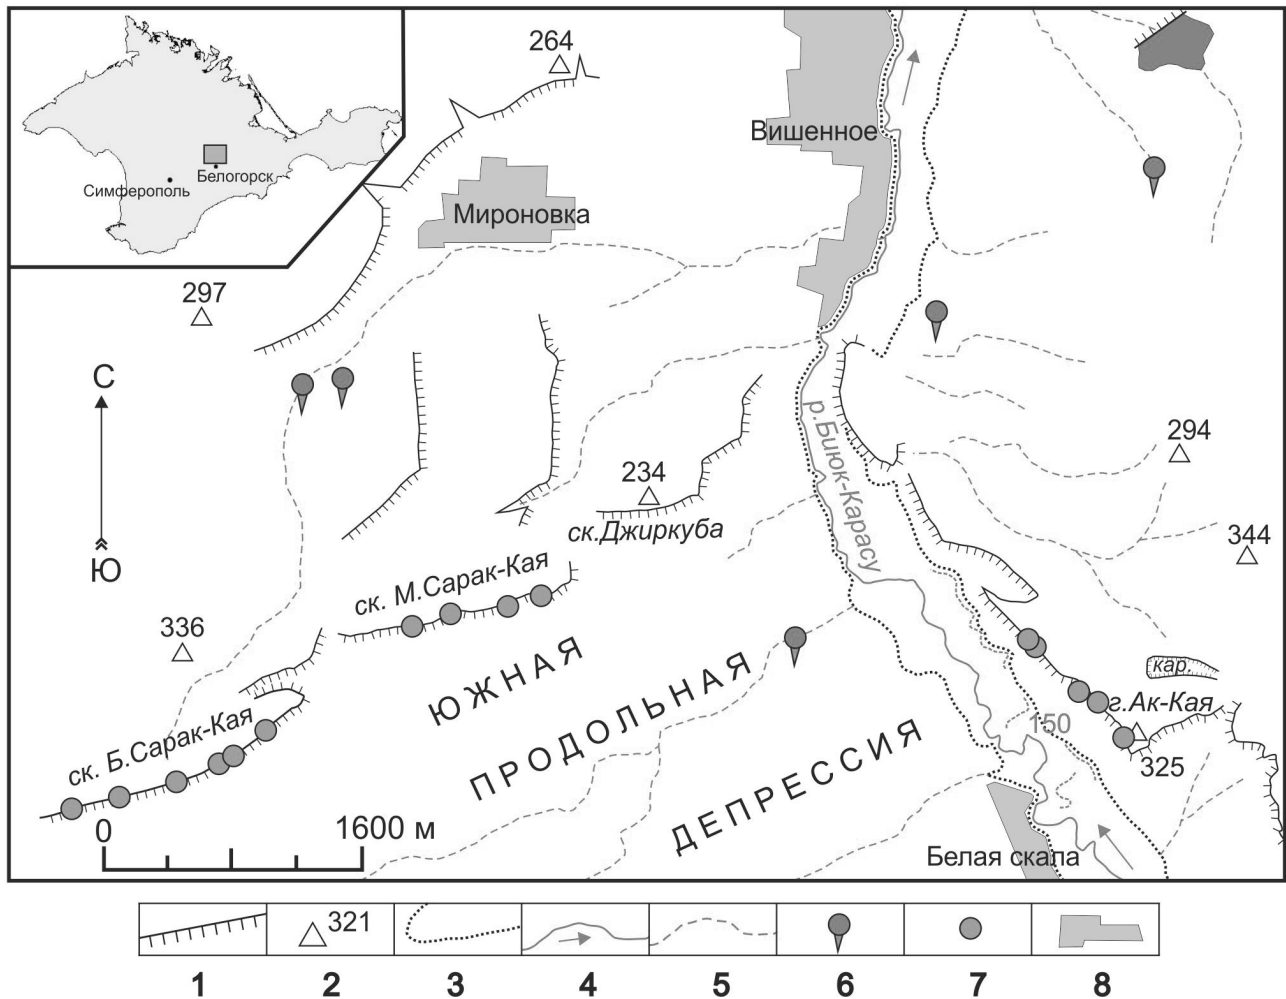 264
Вишенное
Белогорск
Симферополь
Мироновка
297
С
Ю
р.Биюк-Карасу
294
234
ск.Джиркуба
344
ск. М.Сарак-Кая
336
кар.
г.Ак-Кая
ск. Б.Сарак-Кая
150
325
ЮЖНАЯ
ПРОДОЛЬНАЯ
ДЕПРЕССИЯ
0 1600 м
Белая скала
321
1 2 3 4 5 6 7 8